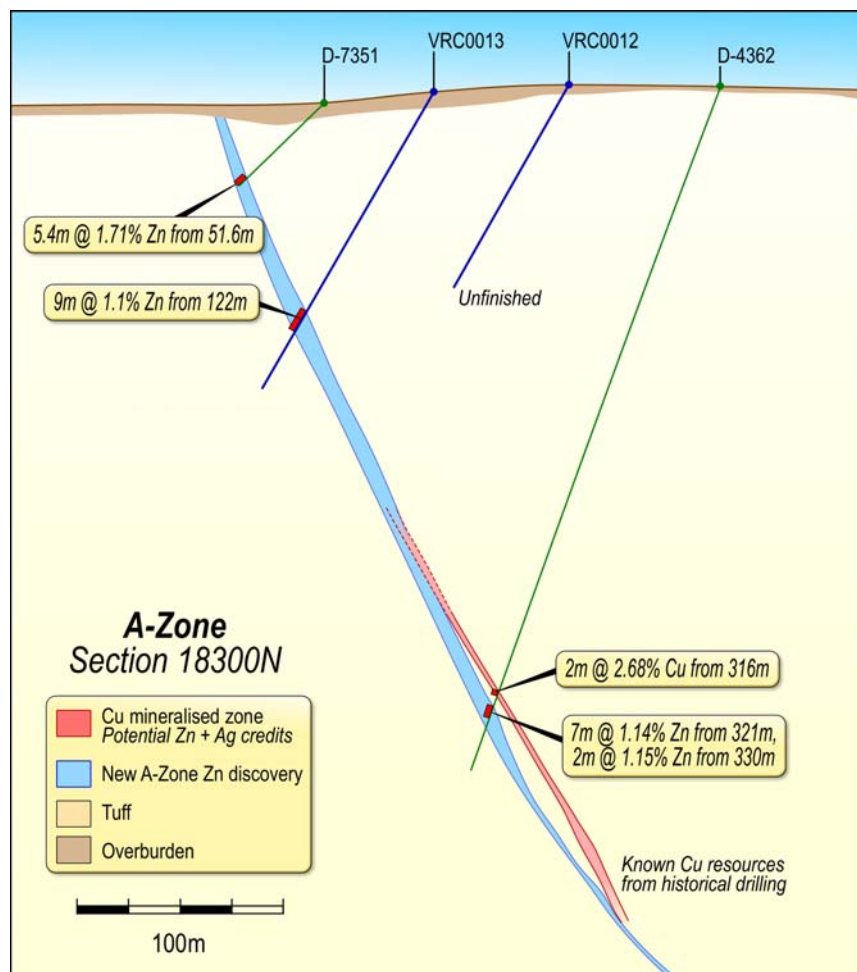 D-7351
VRC0013
VRC0012
D-4362
5.4m @ 1.71% Zn from 51.6m
9m @ 1.1% Zn from 122m
Unfinished
A-Zone
Section 18300N
Cu mineralised zone
Potential Zn + Ag credits
New A-Zone Zn discovery
Tuff
Overburden
100m
2m @ 2.68% Cu from 316m
7m @ 1.14% Zn from 321m,
2m @ 1.15% Zn from 330m
Known Cu resources
from historical drilling